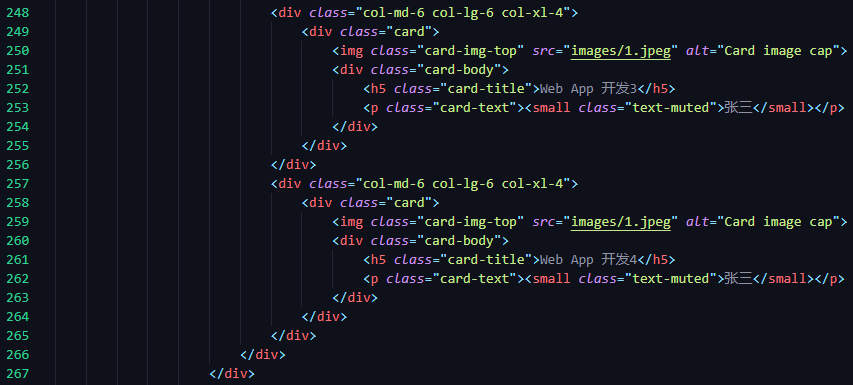 248 <div class="col-md-6 col-lg-6 col-xl-4">
249 <div class="card">
250 <img class="card-img-top" src="images/1.jpeg" alt="Card image cap">
251 <div class="card-body">
252 <h5 class="card-title">Web App 开发3</h5>
253 <p class="card-text"><small class="text-muted">张三</small></p>
254 </div>
255 </div>
256 </div>
257 <div class="col-md-6 col-lg-6 col-xl-4">
258 <div class="card">
259 <img class="card-img-top" src="images/1.jpeg" alt="Card image cap">
260 <div class="card-body">
261 <h5 class="card-title">Web App 开发4</h5>
262 <p class="card-text"><small class="text-muted">张三</small></p>
263 </div>
264 </div>
265 </div>
266 </div>
267 </div>